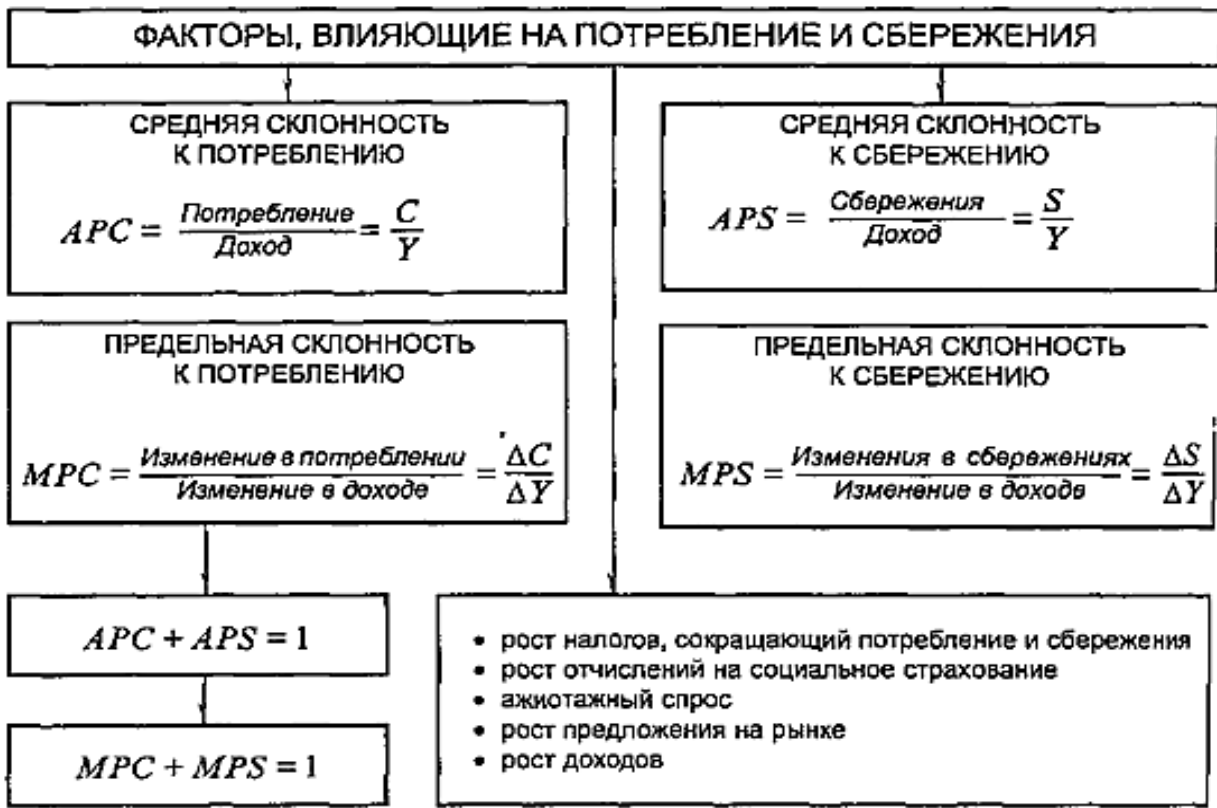 ФАКТОРЫ, ВЛИЯЮЩИЕ НА ПОТРЕБЛЕНИЕ И СБЕРЕЖЕНИЯ
СРЕДНЯЯ СКЛОННОСТЬ
К ПОТРЕБЛЕНИЮ
APC = Потребление / Доход = C / Y
СРЕДНЯЯ СКЛОННОСТЬ
К СБЕРЕЖЕНИЮ
APS = Сбережения / Доход = S / Y
ПРЕДЕЛЬНАЯ СКЛОННОСТЬ
К ПОТРЕБЛЕНИЮ
MPC = Изменение в потреблении / Изменение в доходе = ΔC / ΔY
ПРЕДЕЛЬНАЯ СКЛОННОСТЬ
К СБЕРЕЖЕНИЮ
MPS = Изменения в сбережениях / Изменение в доходе = ΔS / ΔY
APC + APS = 1
MPC + MPS = 1
• рост налогов, сокращающий потребление и сбережения
• рост отчислений на социальное страхование
• ажиотажный спрос
• рост предложения на рынке
• рост доходов